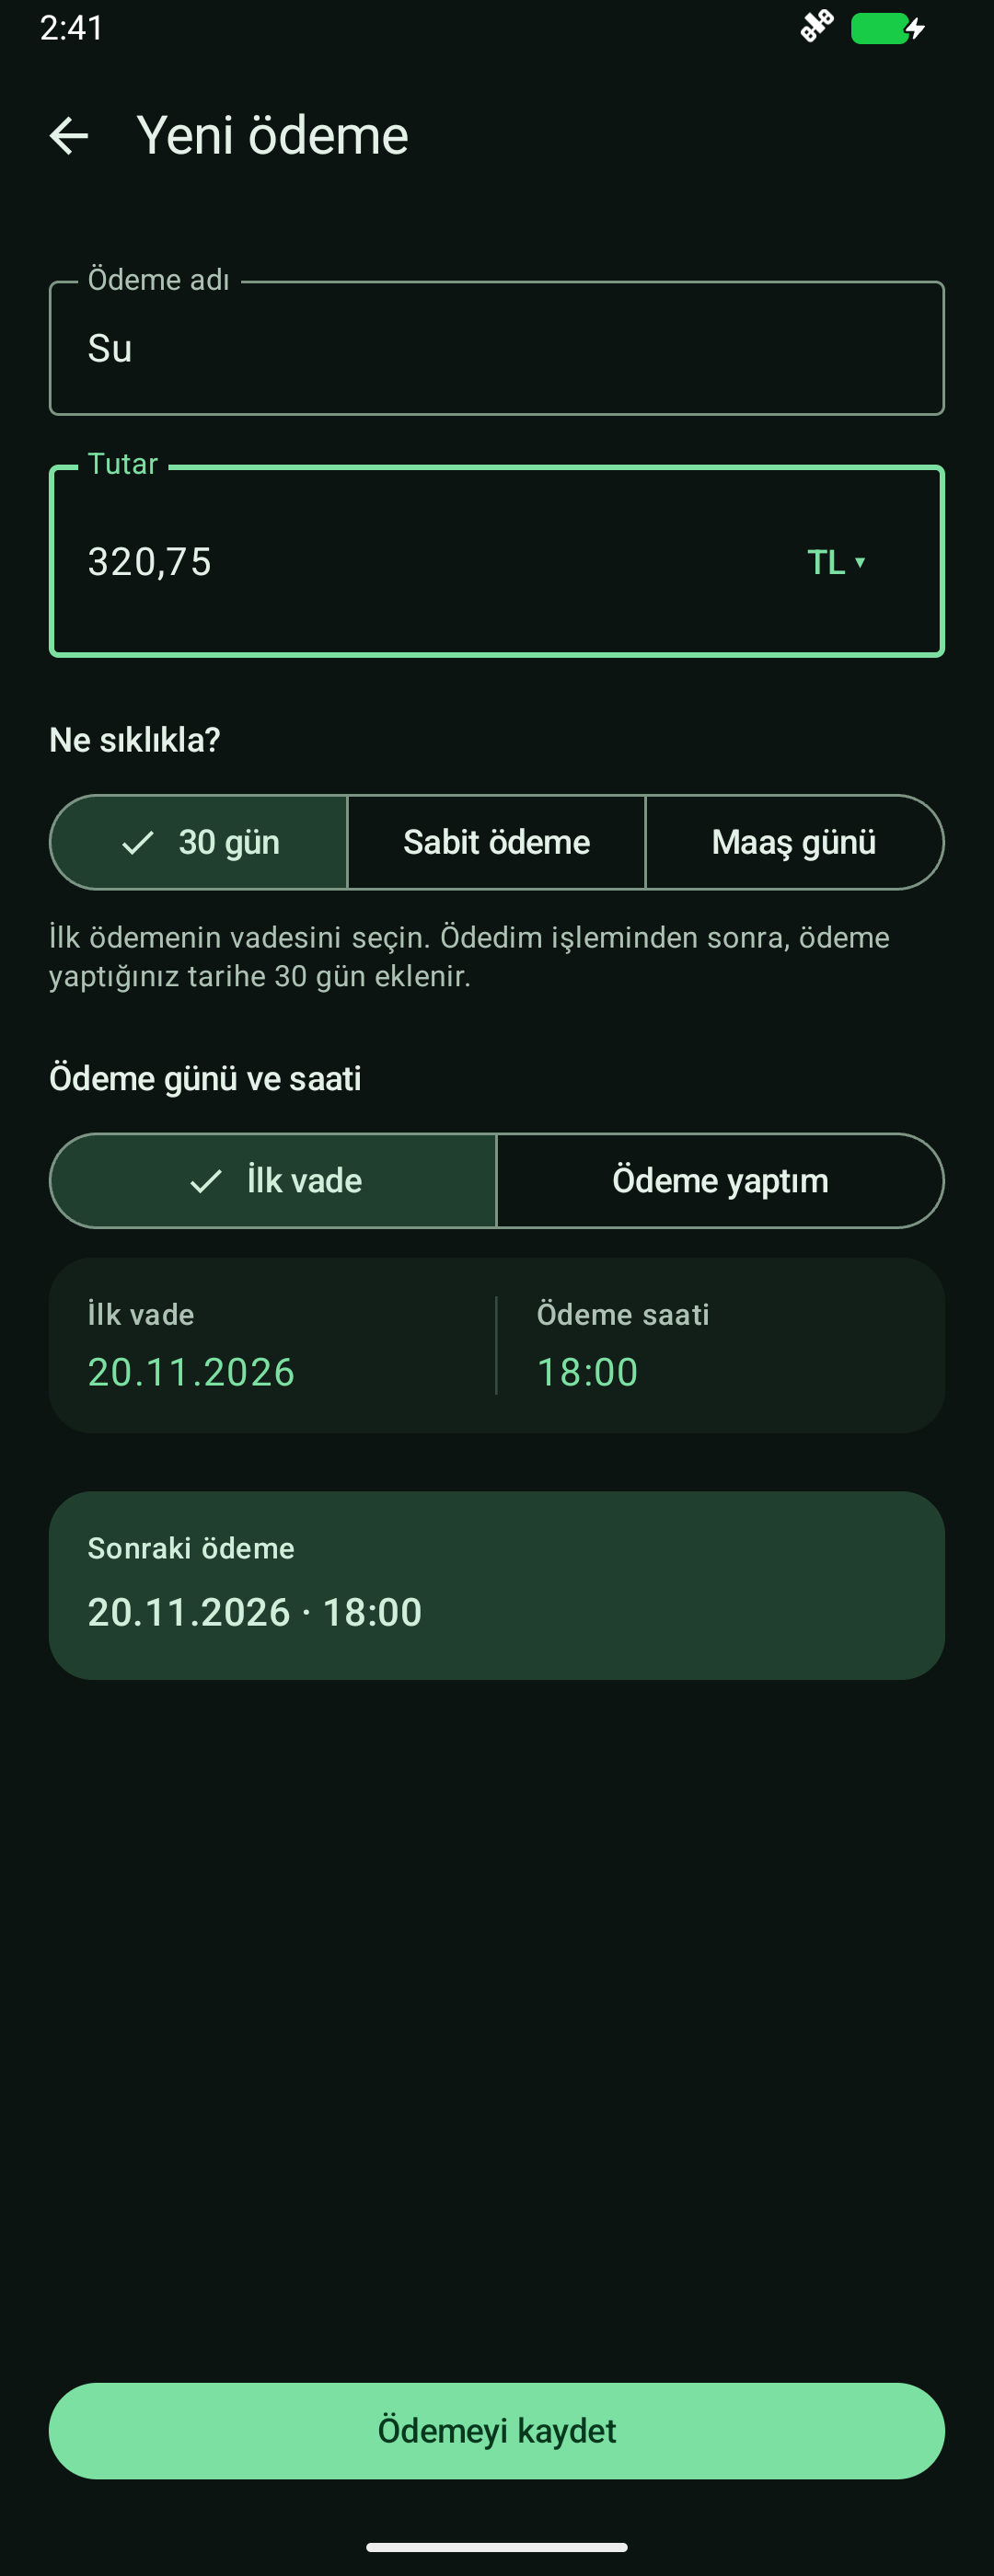 2:41
Yeni ödeme
Ödeme adı
Su
Tutar
320,75
TL
Ne sıklıkla?
30 gün
Sabit ödeme
Maaş günü
İlk ödemenin vadesini seçin. Ödedim işleminden sonra, ödeme
yaptığınız tarihe 30 gün eklenir.
Ödeme günü ve saati
İlk vade
Ödeme yaptım
İlk vade
Ödeme saati
20.11.2026
18:00
Sonraki ödeme
20.11.2026 · 18:00
Ödemeyi kaydet